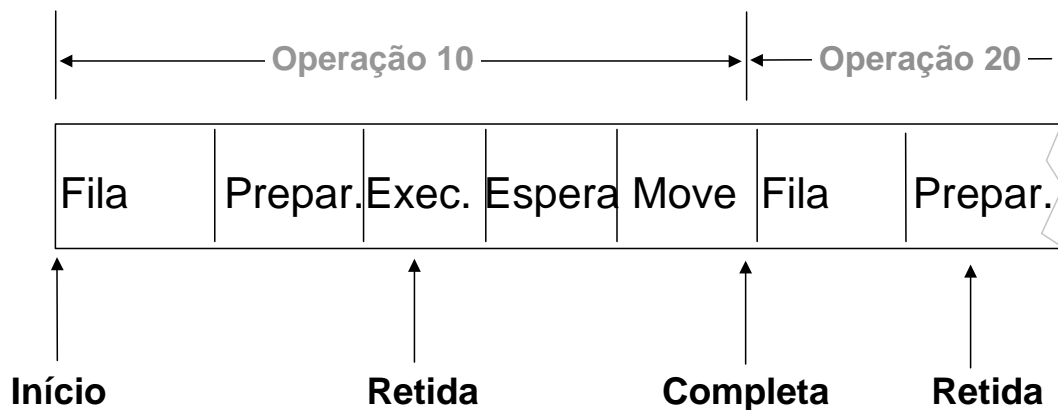 Operação 10 Operação 20
Fila Prepar. Exec. Espera Move Fila Prepar.
Início Retida Completa Retida